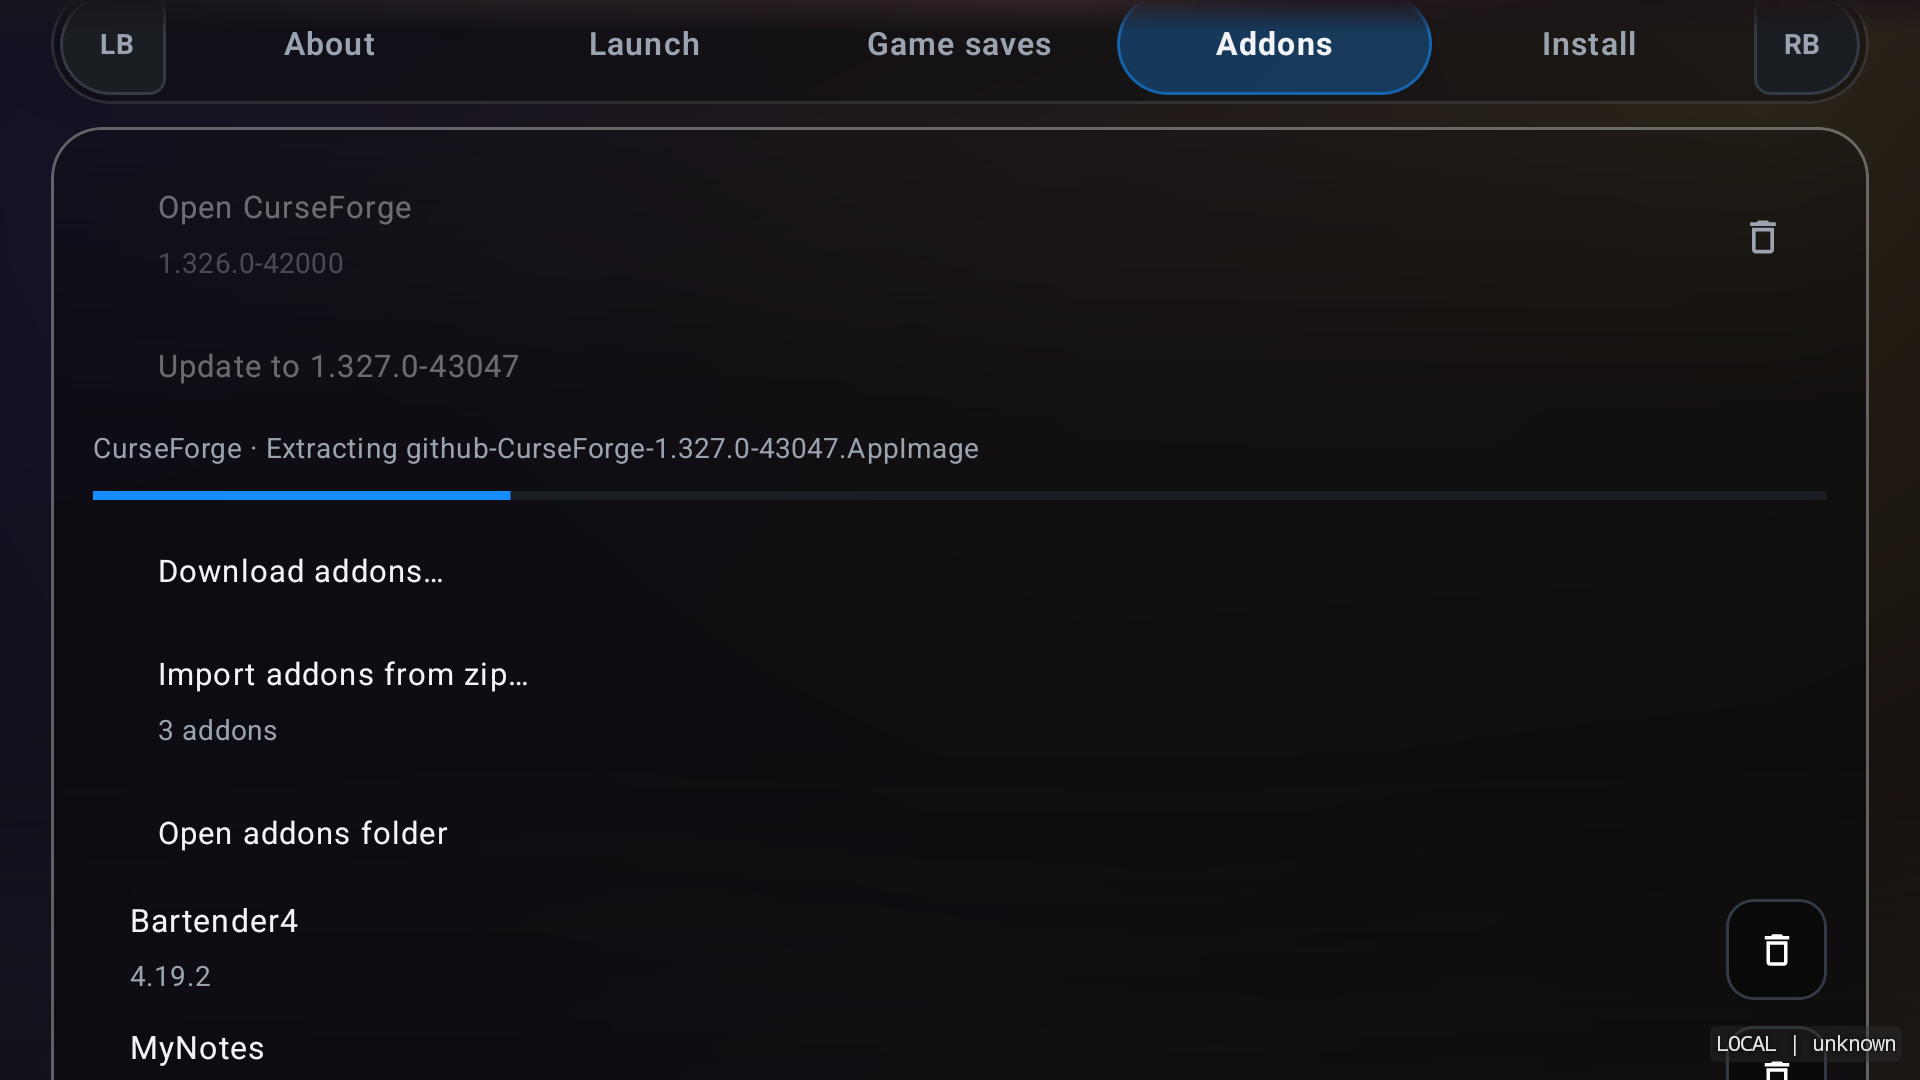 LB About Launch Game saves Addons Install RB
Open CurseForge
1.326.0-42000
Update to 1.327.0-43047
CurseForge · Extracting github-CurseForge-1.327.0-43047.AppImage
Download addons…
Import addons from zip…
3 addons
Open addons folder
Bartender4
4.19.2
MyNotes
LOCAL | unknown